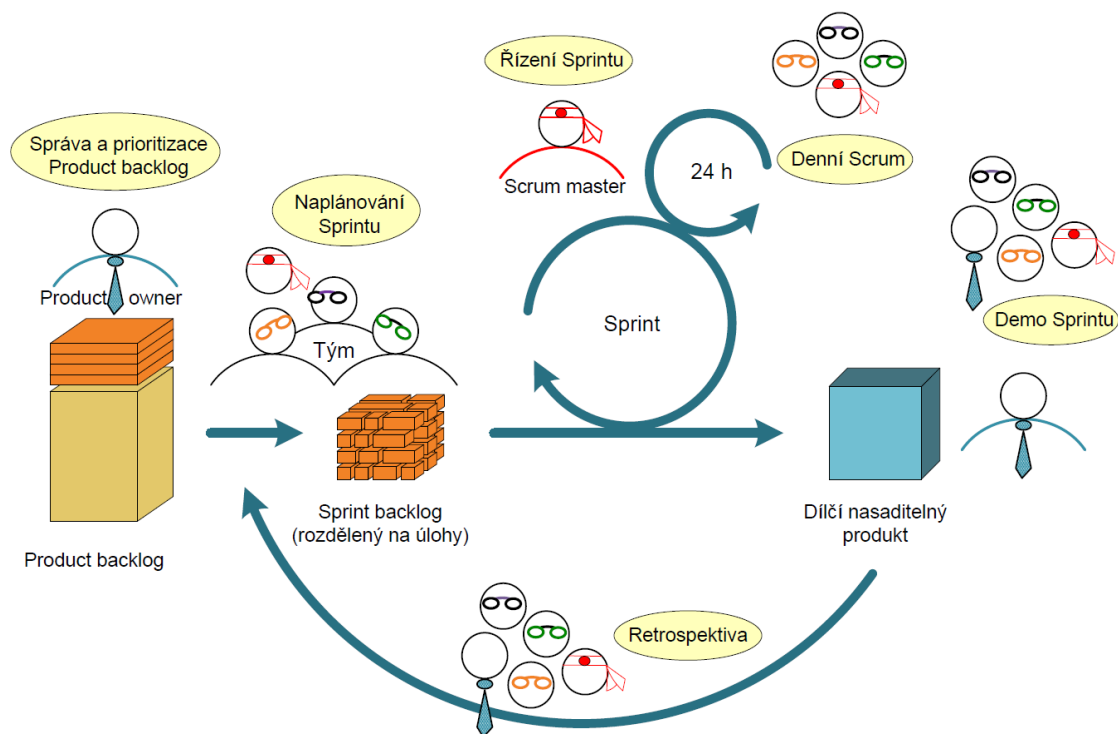 Správa a prioritizace
Product backlog
Product owner
Product backlog
Naplánování
Sprintu
Tým
Sprint backlog
(rozdělený na úlohy)
Řízení Sprintu
Scrum master
24 h
Denní Scrum
Sprint
Demo Sprintu
Dílčí nasaditelný
produkt
Retrospektiva